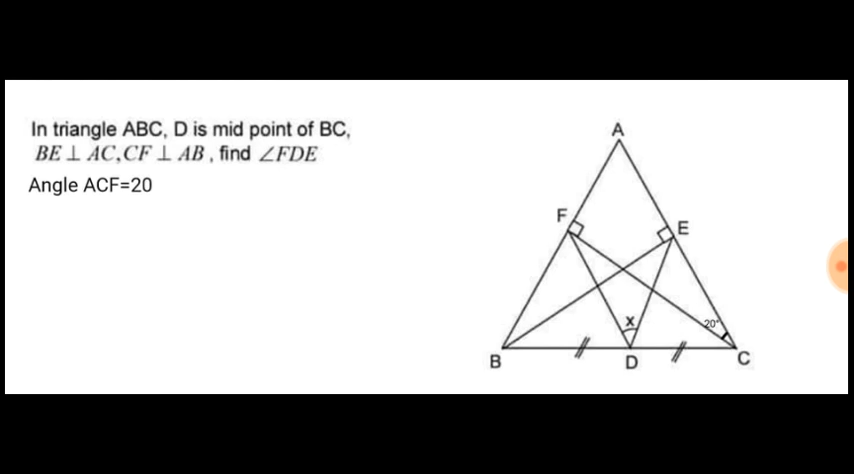 In triangle ABC, D is mid point of BC,
BE ⊥ AC,CF ⊥ AB , find ∠FDE
Angle ACF=20
A
F
E
X
20°
B
D
C